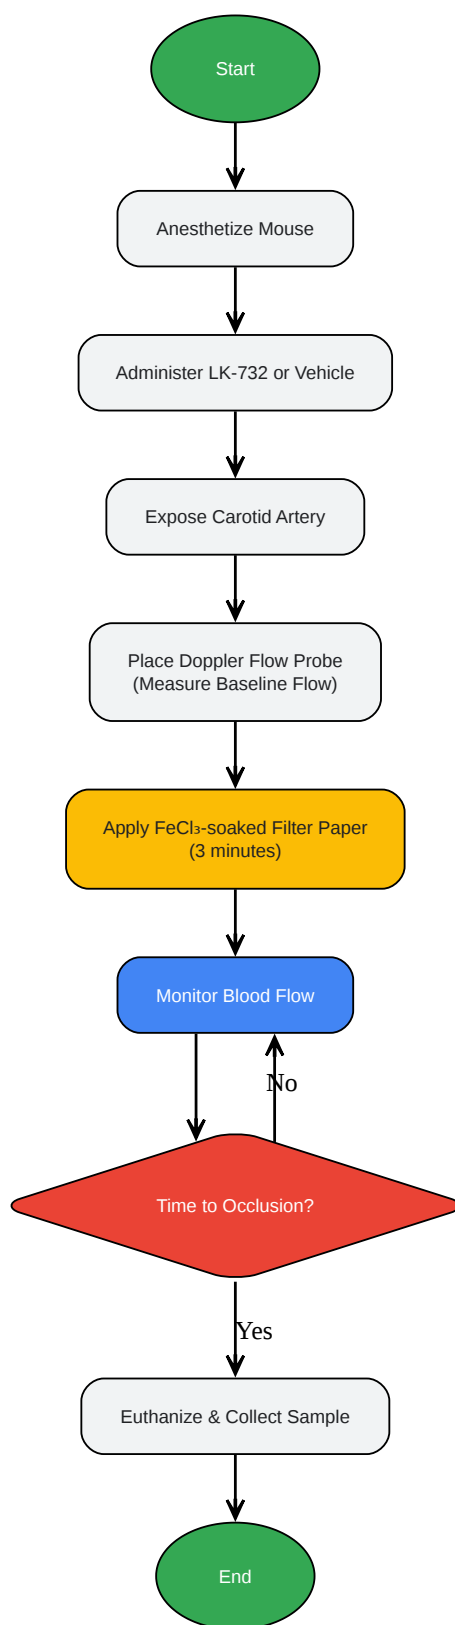 Start
Anesthetize Mouse
Administer LK-732 or Vehicle
Expose Carotid Artery
Place Doppler Flow Probe
(Measure Baseline Flow)
Apply FeCl₃-soaked Filter Paper
(3 minutes)
Monitor Blood Flow
No
Time to Occlusion?
Yes
Euthanize & Collect Sample
End